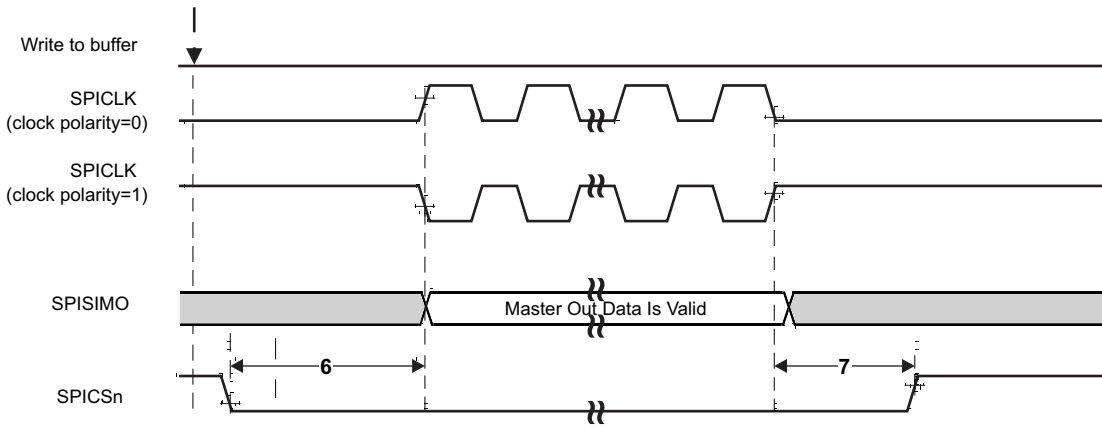 Write to buffer
SPICLK
(clock polarity=0)
SPICLK
(clock polarity=1)
SPISIMO
Master Out Data Is Valid
6
7
SPICSn